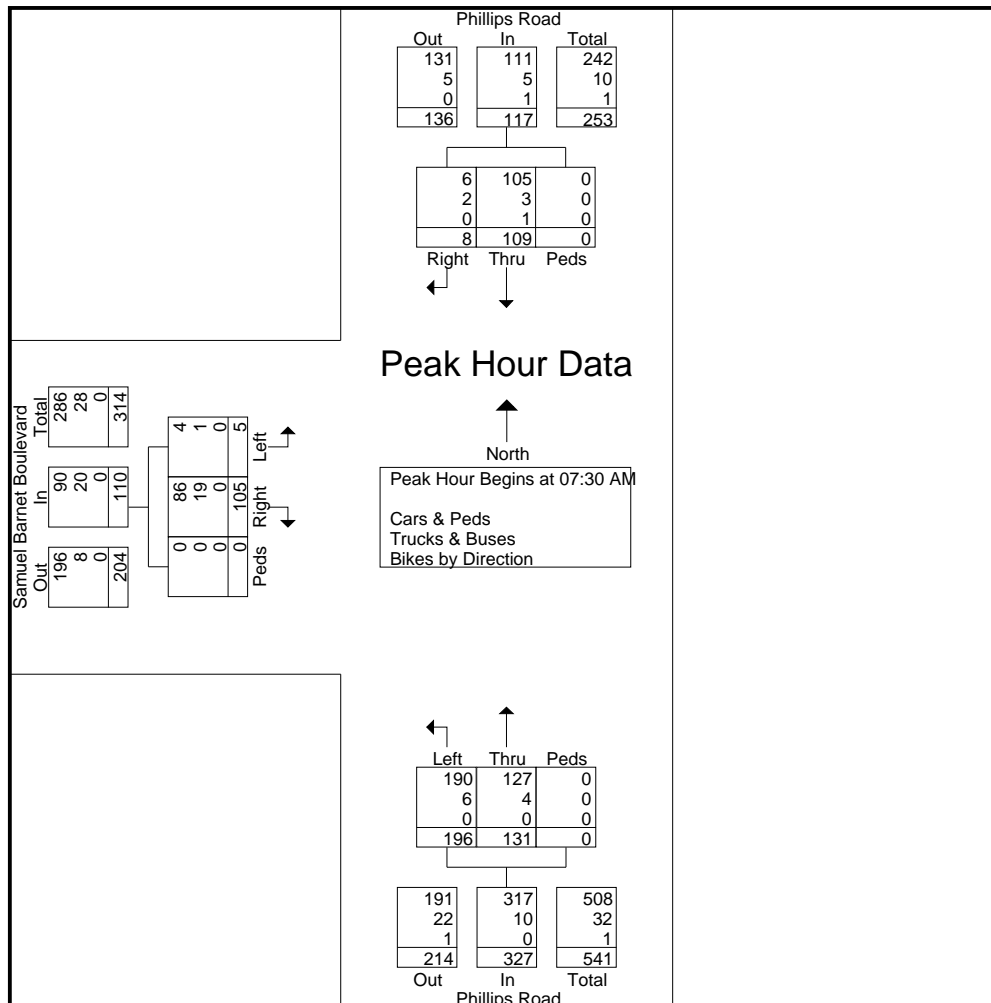 Phillips Road
Out In Total
131 111 242
5 5 10
0 1 1
136 117 253
6 105 0
2 3 0
0 1 0
8 109 0
Right Thru Peds
Peak Hour Data
North
Peak Hour Begins at 07:30 AM
Cars & Peds
Trucks & Buses
Bikes by Direction
Samuel Barnet Boulevard
Out In Total
196 90 286
8 20 28
0 0 0
204 110 314
0 86 4
0 19 1
0 0 0
0 105 5
Peds Right Left
Left Thru Peds
190 127 0
6 4 0
0 0 0
196 131 0
191 317 508
22 10 32
1 0 1
214 327 541
Out In Total
Phillips Road